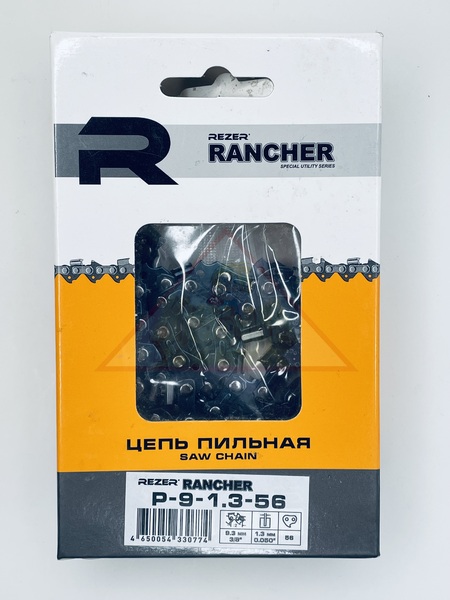 R
REZER®
RANCHER
SPECIAL UTILITY SERIES
ЦЕПЬ ПИЛЬНАЯ
SAW CHAIN
REZER® RANCHER
P-9-1.3-56
4 650054 330774
9.3 мм
3/8"
1.3 мм
0.050"
56